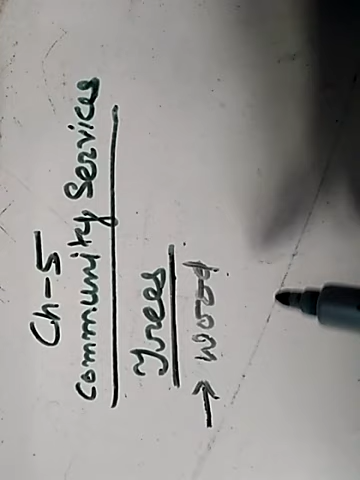 Ch-5
Community Services
Trees
→ Wood